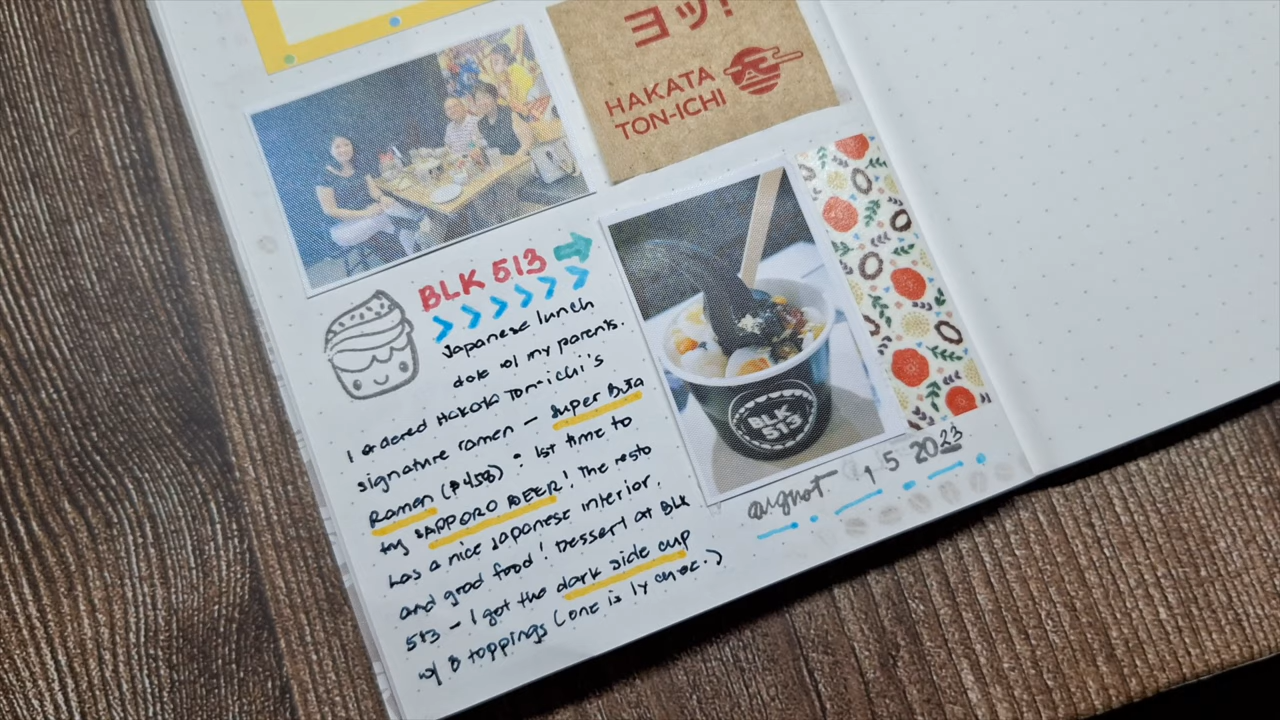 ヨッ!
HAKATA
TON-ICHI
BLK 513
Japanese lunch
date w/ my parents.
I ordered Hakata Ton-ichi's
signature ramen – Super Buta
Ramen (₱458) : 1st time to
try SAPPORO BEER! The resto
has a nice Japanese interior,
and good food! Dessert at BLK
513 – I got the dark side cup
w/ 3 toppings (one is ly choc.)
BLK
513
august 15 2023